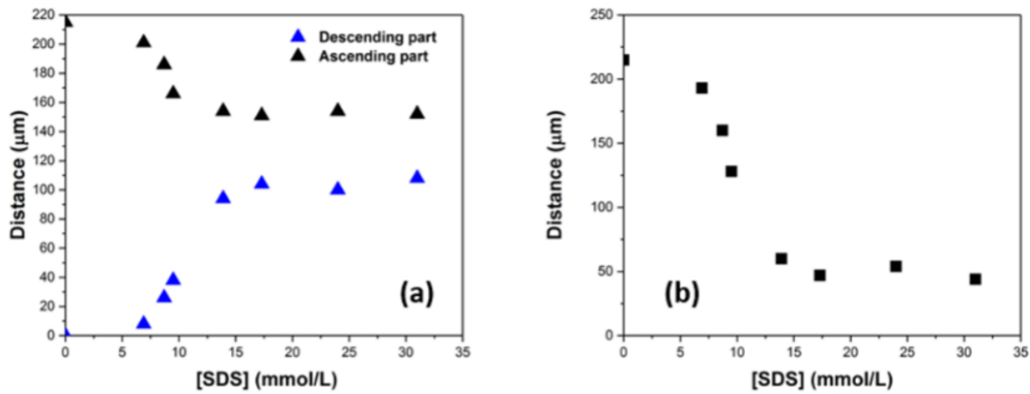 220
200
180
160
140
120
100
80
60
40
20
0
Distance (μm)
Descending part
Ascending part
(a)
0 5 10 15 20 25 30 35
[SDS] (mmol/L)
250
200
150
100
50
0
Distance (μm)
(b)
0 5 10 15 20 25 30 35
[SDS] (mmol/L)